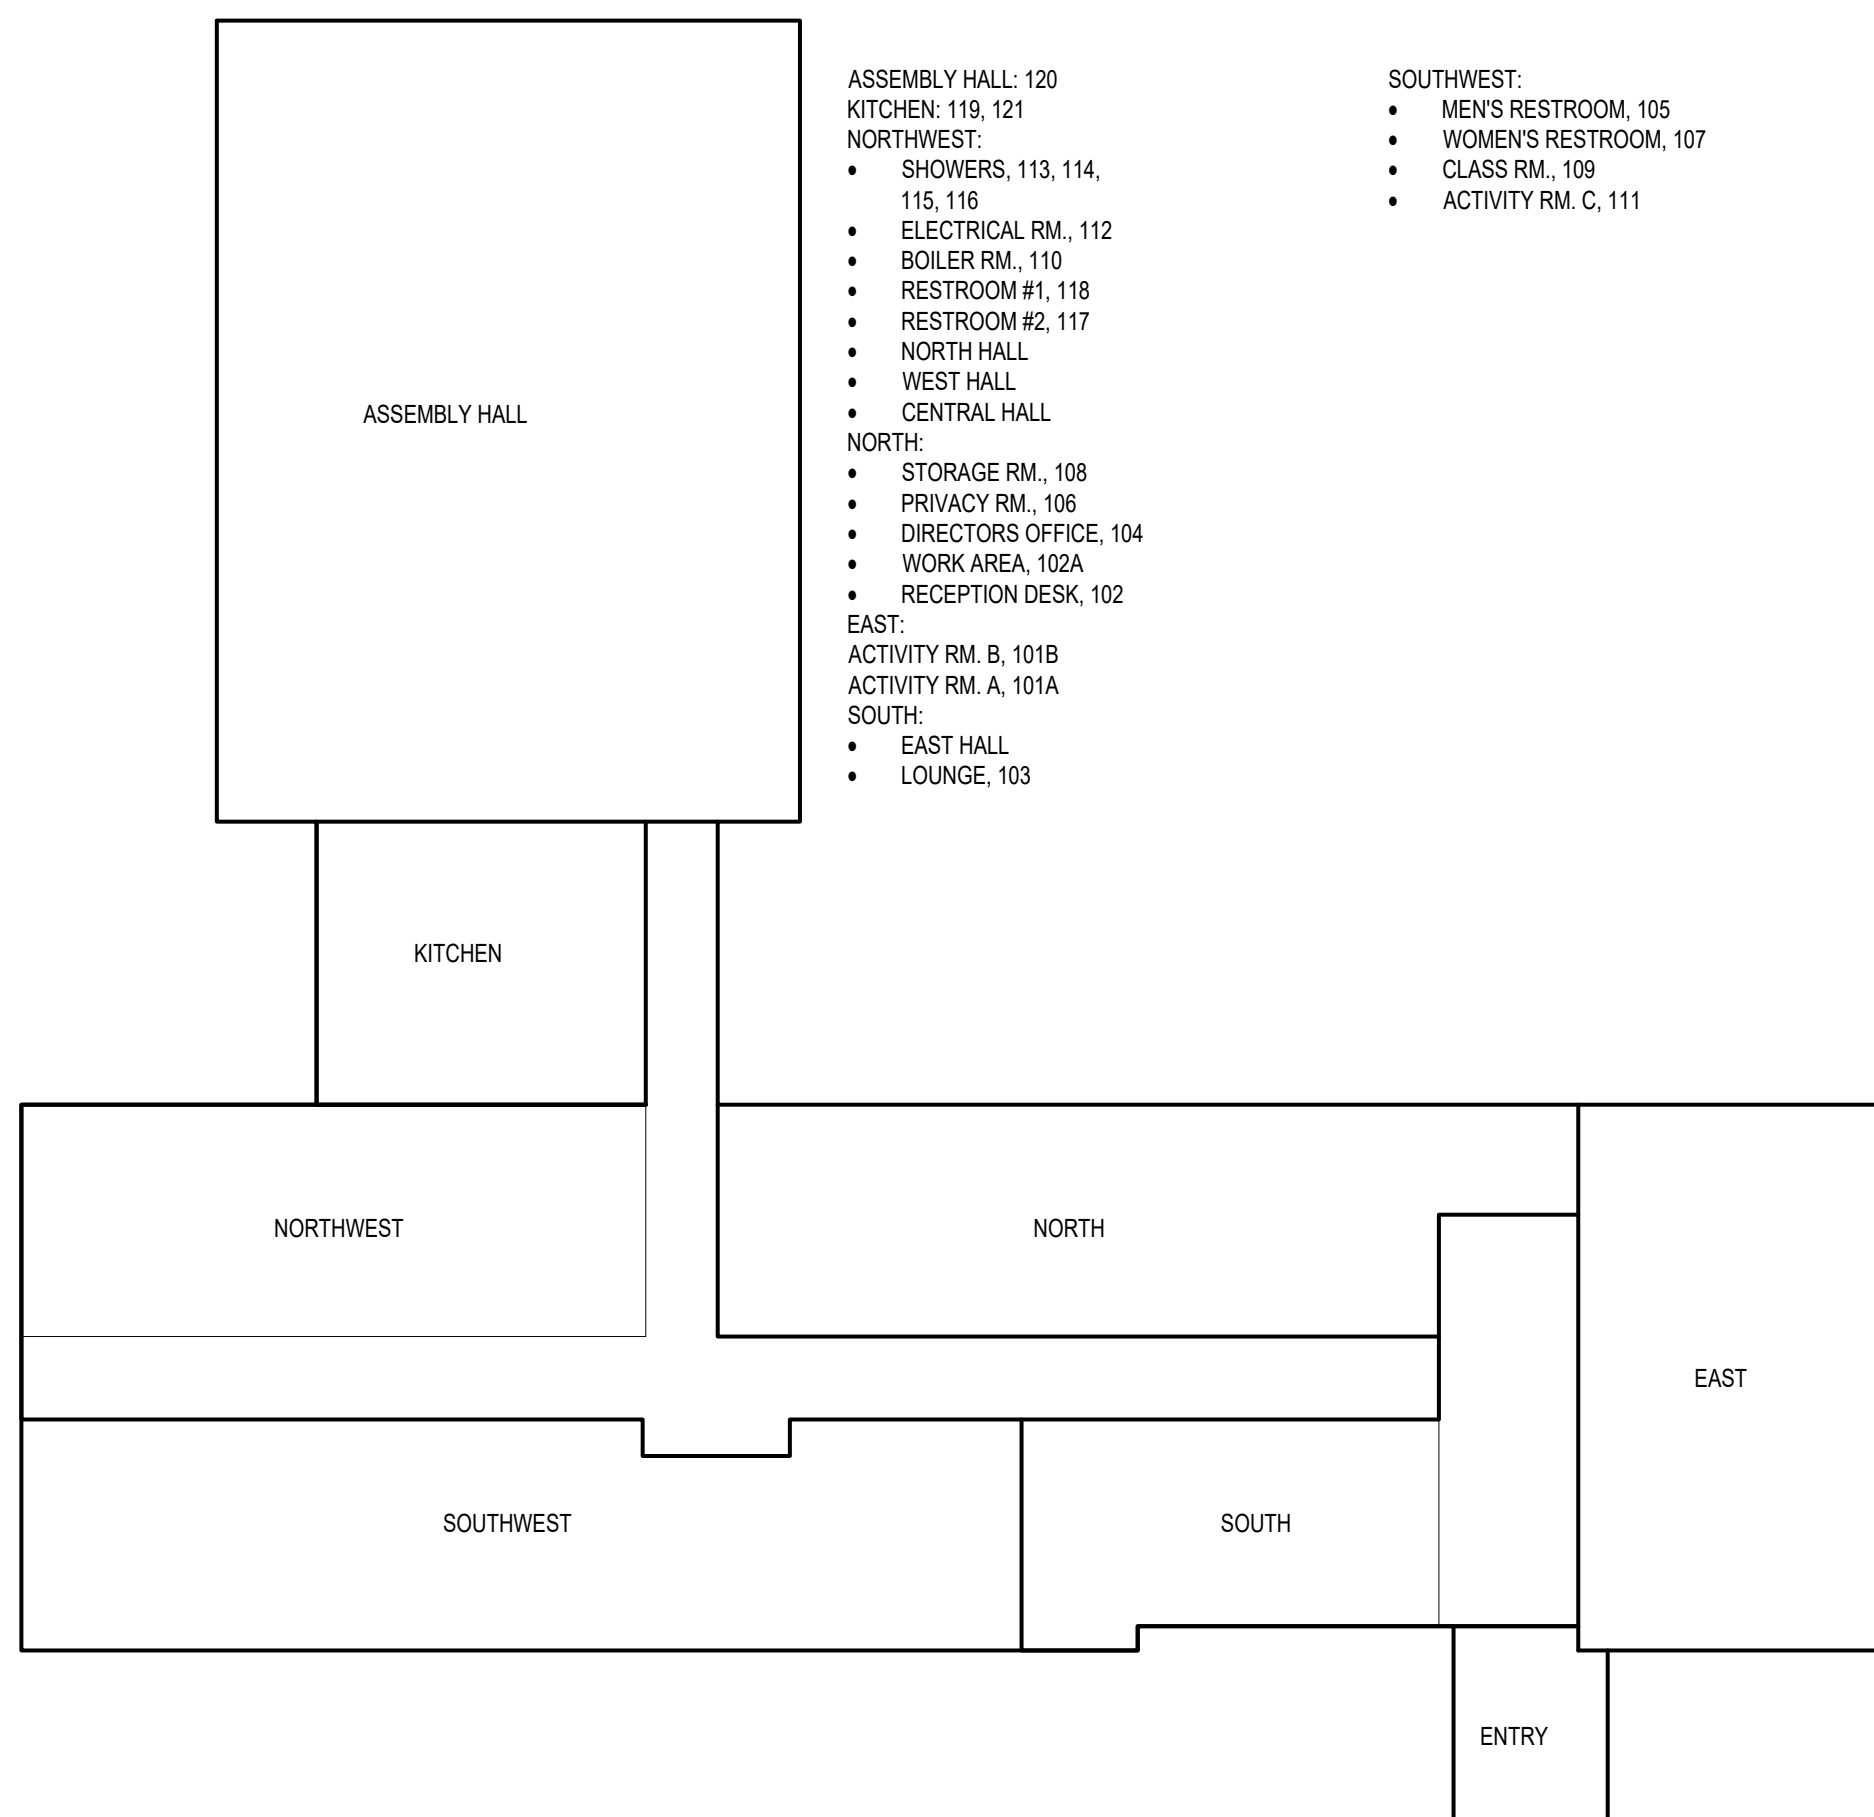 ASSEMBLY HALL: 120
KITCHEN: 119, 121
NORTHWEST:
• SHOWERS, 113, 114,
115, 116
• ELECTRICAL RM., 112
• BOILER RM., 110
• RESTROOM #1, 118
• RESTROOM #2, 117
• NORTH HALL
• WEST HALL
• CENTRAL HALL
NORTH:
• STORAGE RM., 108
• PRIVACY RM., 106
• DIRECTORS OFFICE, 104
• WORK AREA, 102A
• RECEPTION DESK, 102
EAST:
ACTIVITY RM. B, 101B
ACTIVITY RM. A, 101A
SOUTH:
• EAST HALL
• LOUNGE, 103
SOUTHWEST:
• MEN'S RESTROOM, 105
• WOMEN'S RESTROOM, 107
• CLASS RM., 109
• ACTIVITY RM. C, 111
ASSEMBLY HALL
KITCHEN
NORTHWEST
NORTH
EAST
SOUTHWEST
SOUTH
ENTRY